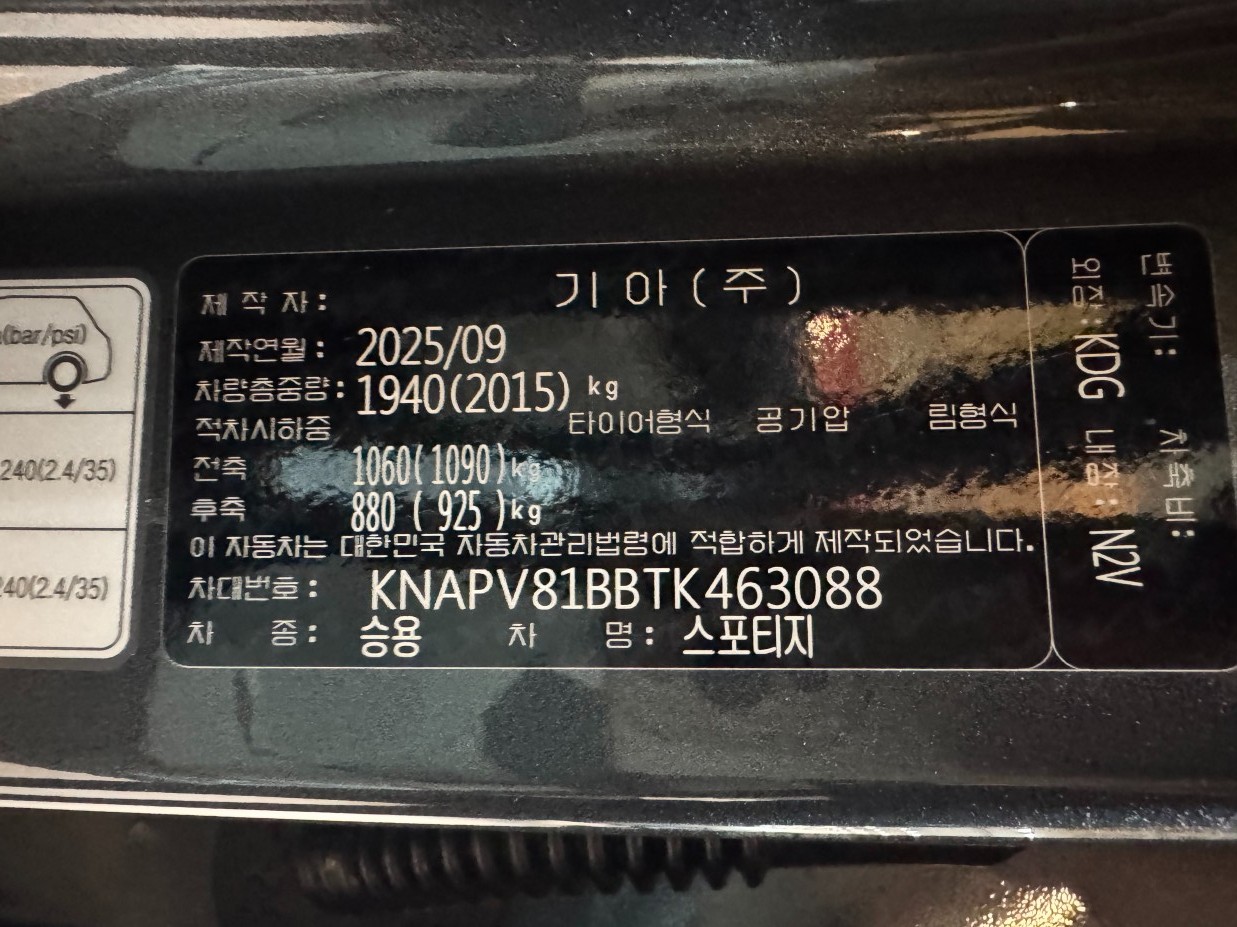 (bar/psi)
240(2.4/35)
240(2.4/35)
제 작 자 : 기 아 ( 주 )
제작연월 : 2025/09
차량총중량 : 1940(2015) kg
적차시하중 타이어형식 공기압 림형식
전축 1060( 1090 )kg
후축 880 ( 925 )kg
이 자동차는 대한민국 자동차관리법령에 적합하게 제작되었습니다.
차대번호 : KNAPV81BBTK463088
차 종 : 승용 차 명 : 스포티지
변속기 : 차축비 :
외장 : KDG 내장 : N2V